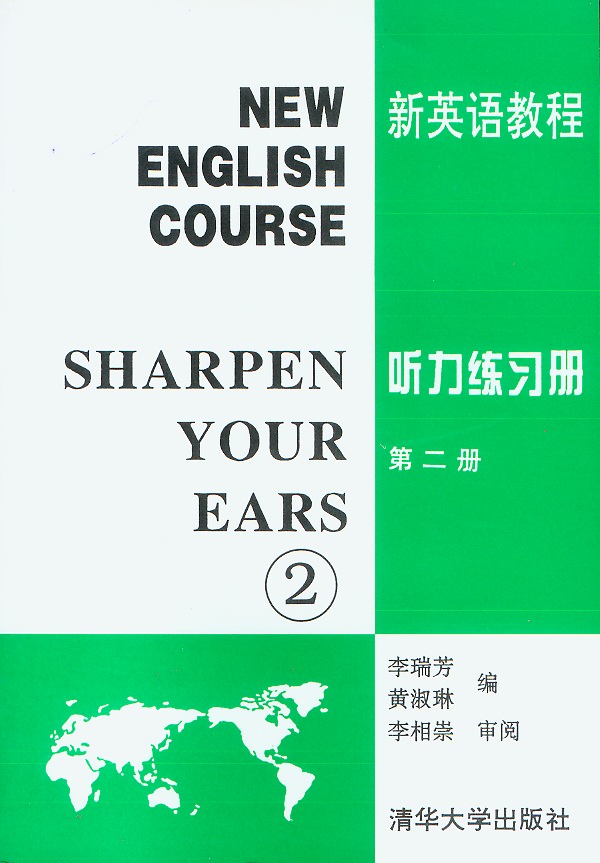 NEW
ENGLISH
COURSE
新英语教程
SHARPEN
YOUR
EARS
②
听力练习册
第二册
李瑞芳
黄淑琳 编
李相崇 审阅
清华大学出版社